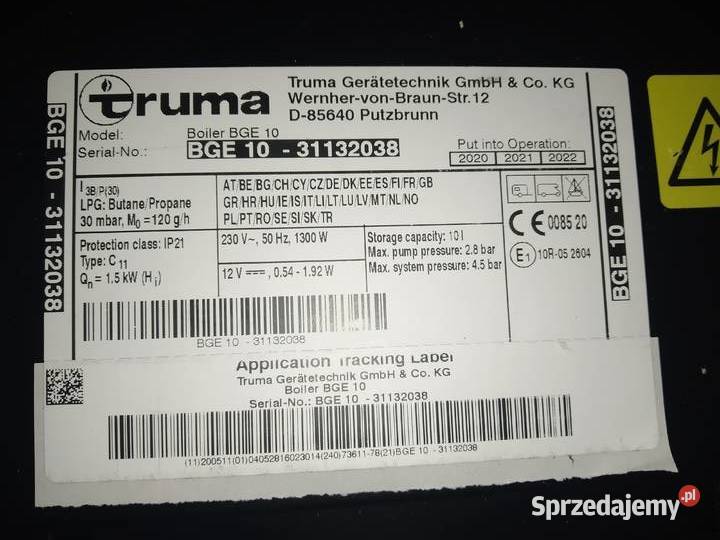 truma
Truma Gerätetechnik GmbH & Co. KG
Wernher-von-Braun-Str.12
D-85640 Putzbrunn
Model: Boiler BGE 10
Serial-No.: BGE 10 - 31132038
Put into Operation:
2020 2021 2022
I 3B/P(30)
LPG: Butane/Propane
30 mbar, M0 =120 g/h
AT/BE/BG/CH/CY/CZ/DE/DK/EE/ES/FI/FR/GB
GR/HR/HU/IE/IS/IT/LI/LT/LU/LV/MT/NL/NO
PL/PT/RO/SE/SI/SK/TR
Protection class: IP21
Type: C11
Qn = 1.5 kW (Hi)
230 V~, 50 Hz, 1300 W
12 V ⎓, 0.54 - 1.92W
Storage capacity: 10 l
Max. pump pressure: 2.8 bar
Max. system pressure: 4.5 bar
CE 0085 20
E1 10R-05 2604
BGE 10 - 31132038
BGE 10 - 31132038
BGE 10 - 31132038
Application Tracking Label
Truma Gerätetechnik GmbH & Co. KG
Boiler BGE 10
Serial-No.: BGE 10 - 31132038
(11)200511(01)04052816023014(240)73611-78(21)BGE 10 - 31132038
Sprzedajemy.pl